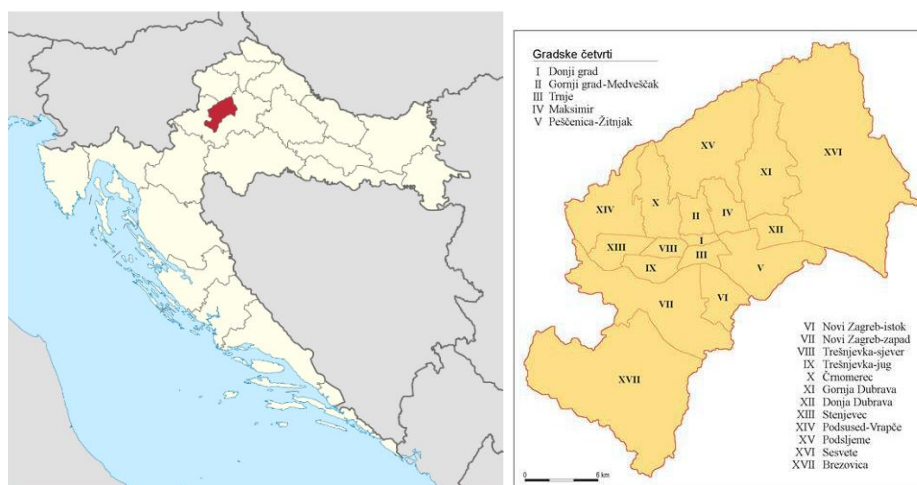 Gradske četvrti
I Donji grad
II Gornji grad-Medveščak
III Trnje
IV Maksimir
V Peščenica-Žitnjak
XV
XVI
XI
XIV
X
II
IV
XII
I
XIII
VIII
III
IX
V
VII
VI
XVII
VI Novi Zagreb-istok
VII Novi Zagreb-zapad
VIII Trešnjevka-sjever
IX Trešnjevka-jug
X Črnomerec
XI Gornja Dubrava
XII Donja Dubrava
XIII Stenjevec
XIV Podsused-Vrapče
XV Podsljeme
XVI Sesvete
XVII Brezovica
0 6 km